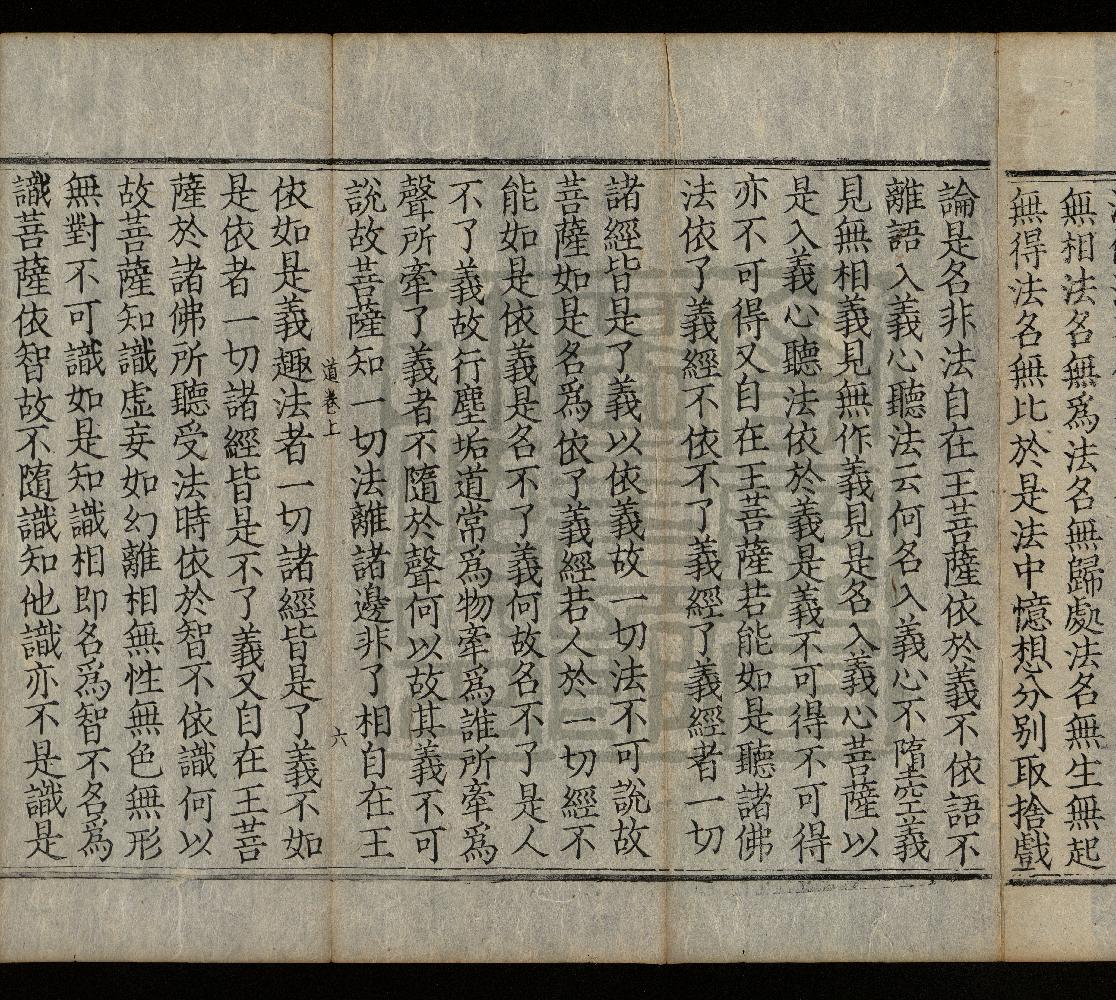 無相法名無為法名無歸處法名無生無起
無得法名無比於是法中憶想分別取捨戲
論是名非法自在王菩薩依於義不依語不
離語入義心聽法云何名入義心不隨空義
見無相義見無作義見是名入義心菩薩以
是入義心聽法依於義是義不可得不可得
亦不可得又自在王菩薩若能如是聽諸佛
法依了義經不依不了義經了義經者一切
諸經皆是了義以依義故一切法不可說故
菩薩如是名為依了義經若人於一切經不
能如是依義是名不了義何故名不了是人
不了義故行塵垢道常為物牽為誰所牽為
聲所牽了義者不隨於聲何以故其義不可
說故菩薩知一切法離諸邊非了相自在王
道卷上 六
依如是義趣法者一切諸經皆是了義不如
是依者一切諸經皆是不了義又自在王菩
薩於諸佛所聽受法時依於智不依識何以
故菩薩知識虛妄如幻離相無性無色無形
無對不可識如是知識相即名為智不名為
識菩薩依智故不隨識知他識亦不是識是